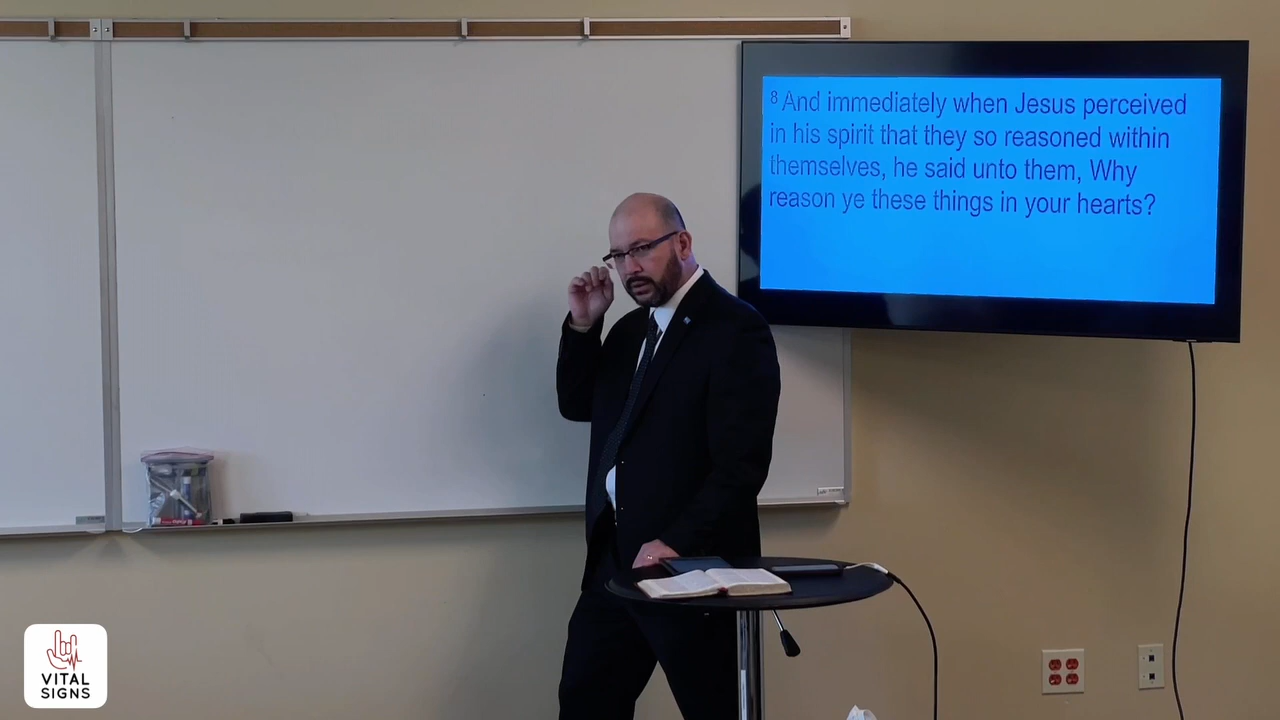 8 And immediately when Jesus perceived
in his spirit that they so reasoned within
themselves, he said unto them, Why
reason ye these things in your hearts?
VITAL
SIGNS